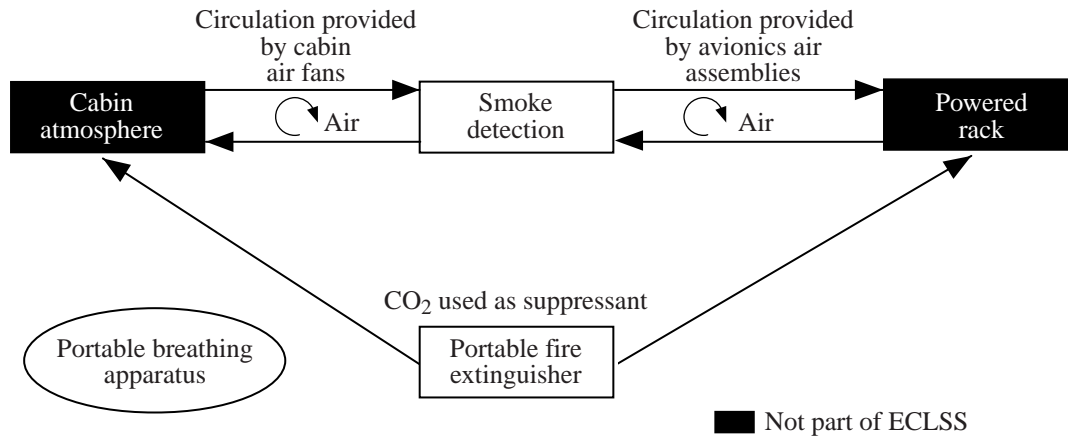 Circulation provided
by cabin
air fans
Circulation provided
by avionics air
assemblies
Cabin
atmosphere
Air
Smoke
detection
Air
Powered
rack
CO2 used as suppressant
Portable breathing
apparatus
Portable fire
extinguisher
Not part of ECLSS